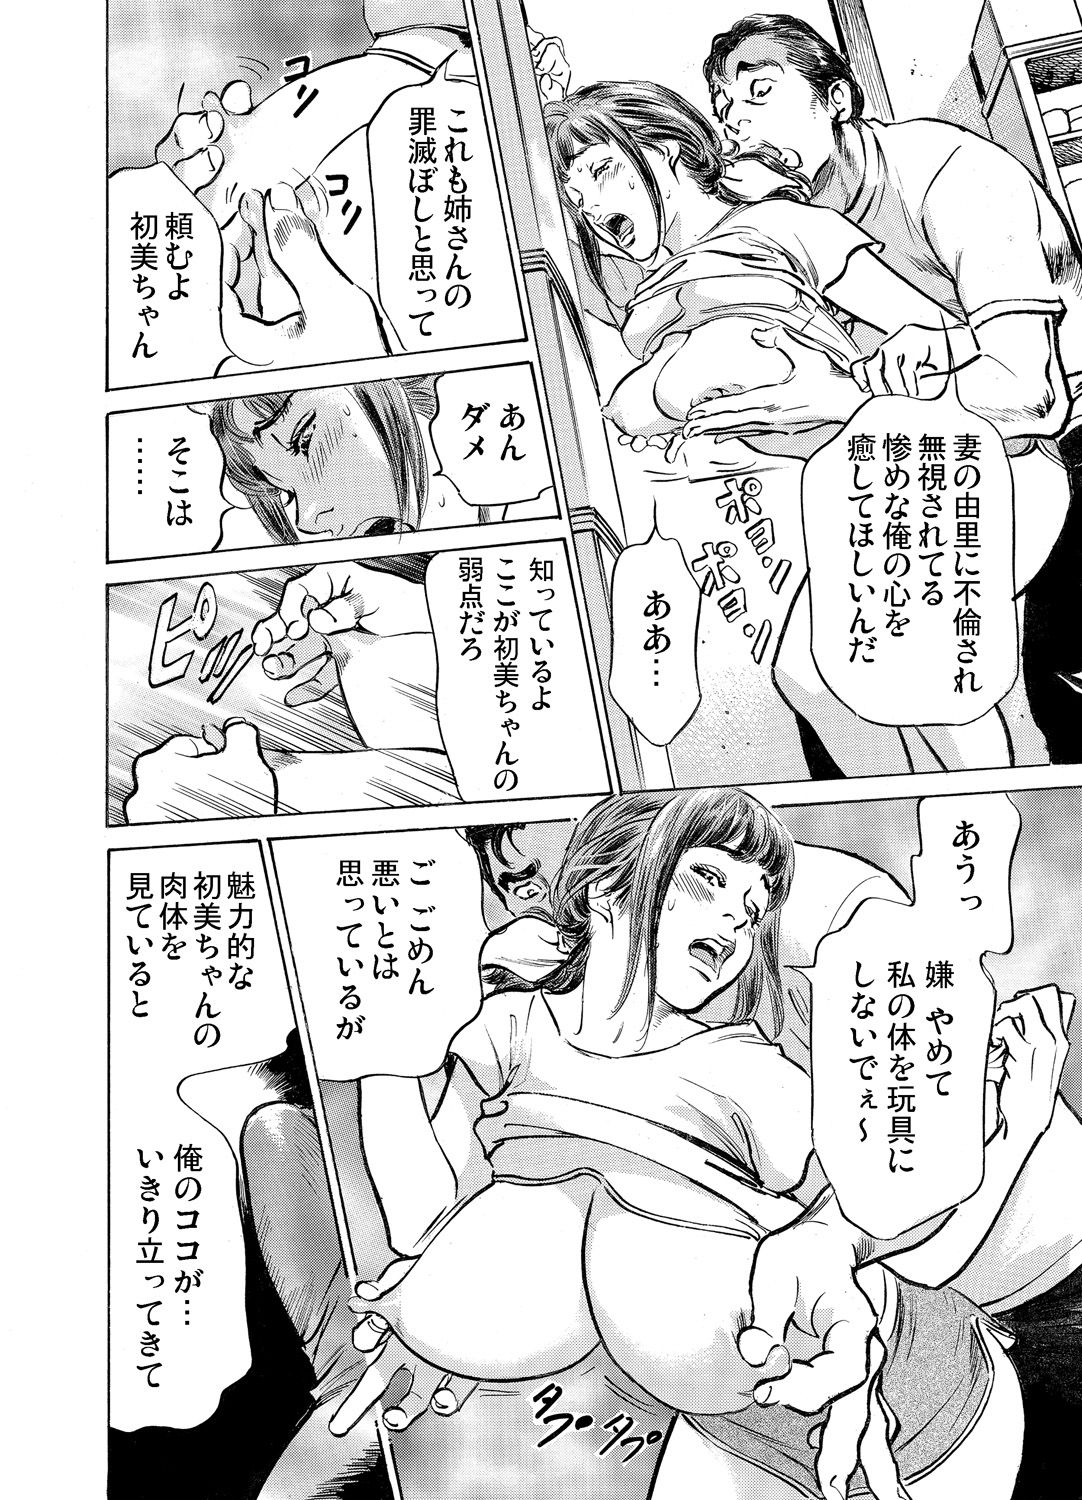 妻の由里に不倫され
無視されてる
惨めな俺の心を
癒してほしいんだ
ポヨンッ
ポヨンッ
ああ…
コリ
コリ
これも姉さんの
罪滅ぼしと思って
頼むよ
初美ちゃん
あん
ダメ
そこは
……
知っているよ
ここが初美ちゃんの
弱点だろ
ピッ
あうっ
嫌 やめて
私の体を玩具に
しないでぇ～
ご ごめん
悪いとは
思っているが
タプ
タプ
魅力的な
初美ちゃんの
肉体を
見ていると
俺のココが…
いきり立ってきて